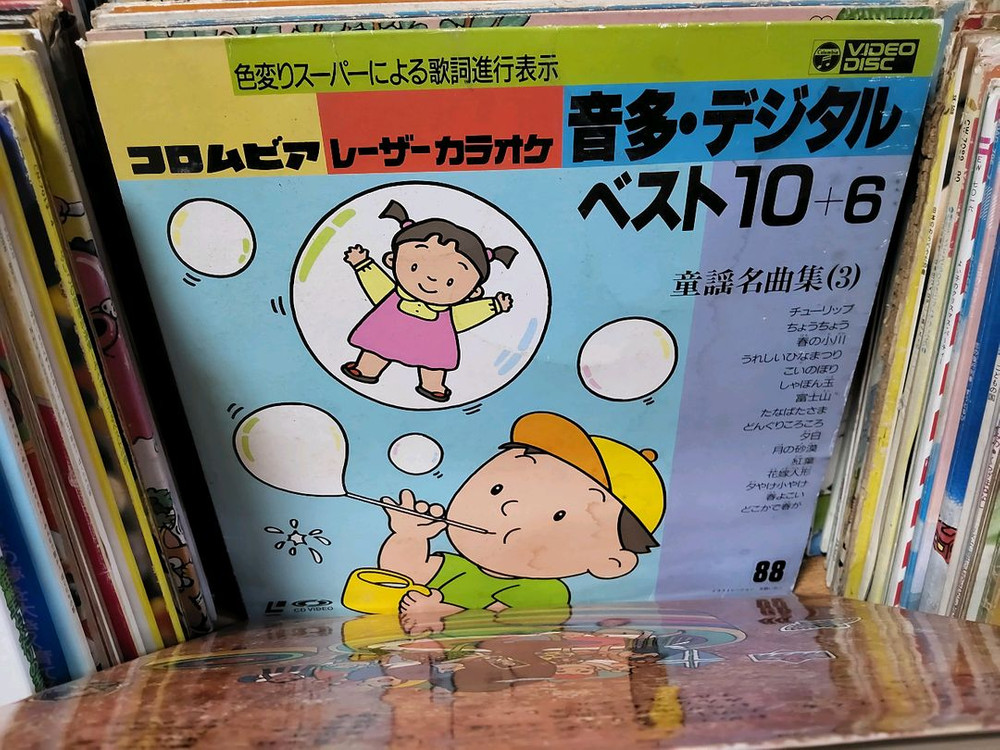 色変りスーパーによる歌詞進行表示
Columbia
VIDEO
DISC
コロムビア
レーザーカラオケ
音多・デジタル
ベスト10+6
童謡名曲集(3)
チューリップ
ちょうちょう
春の小川
うれしいひなまつり
こいのぼり
しゃぼん玉
富士山
たなばたさま
どんぐりころころ
夕日
月の砂漠
紅葉
花嫁人形
夕やけ小やけ
春よこい
どこかで春が
88
CD VIDEO